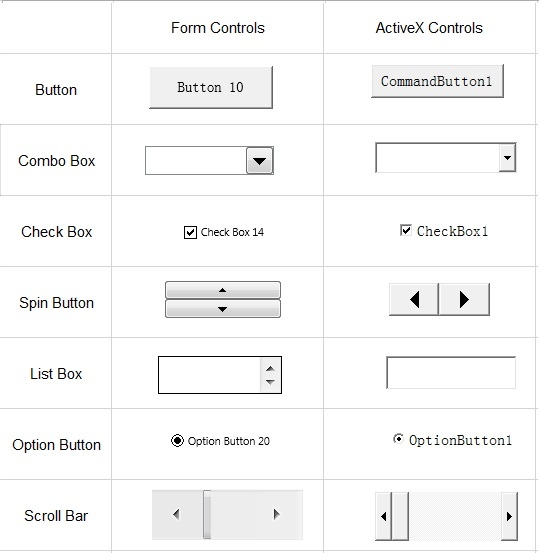 Form Controls ActiveX Controls
Button Button 10 CommandButton1
Combo Box
Check Box Check Box 14 CheckBox1
Spin Button
List Box
Option Button Option Button 20 OptionButton1
Scroll Bar